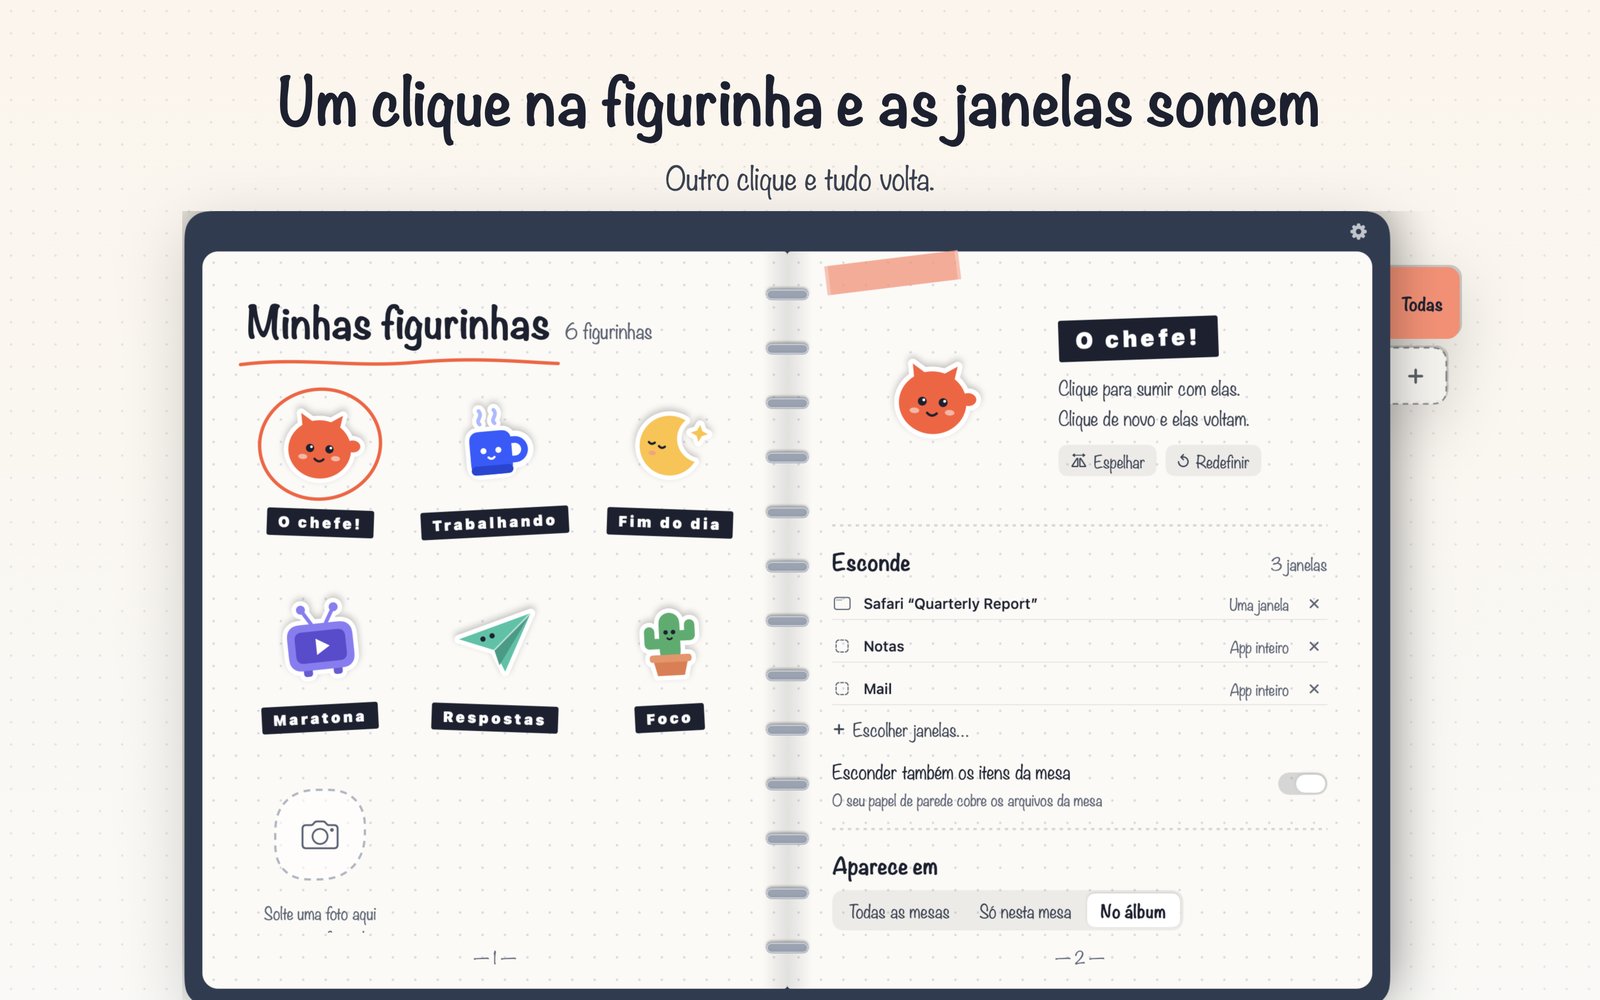 Um clique na figurinha e as janelas somem
Outro clique e tudo volta.
Minhas figurinhas 6 figurinhas
O chefe!
Trabalhando
Fim do dia
Maratona
Respostas
Foco
Solte uma foto aqui
—1—
O chefe!
Clique para sumir com elas.
Clique de novo e elas voltam.
Espelhar
Redefinir
Esconde
3 janelas
Safari “Quarterly Report”
Uma janela
Notas
App inteiro
Mail
App inteiro
+ Escolher janelas...
Esconder também os itens da mesa
O seu papel de parede cobre os arquivos da mesa
Aparece em
Todas as mesas
Só nesta mesa
No álbum
—2—
Todas
+